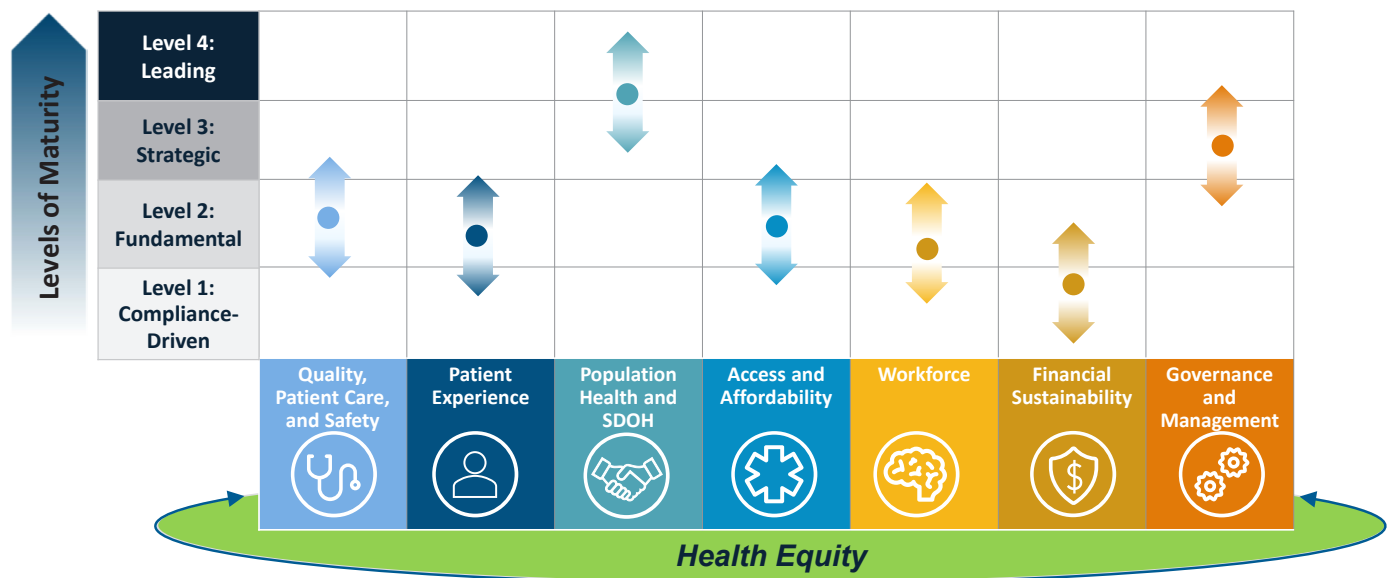 Levels of Maturity
Level 4:
Leading
Level 3:
Strategic
Level 2:
Fundamental
Level 1:
Compliance-
Driven
Quality,
Patient Care,
and Safety
Patient
Experience
Population
Health and
SDOH
Access and
Affordability
Workforce
Financial
Sustainability
Governance
and
Management
$
Health Equity